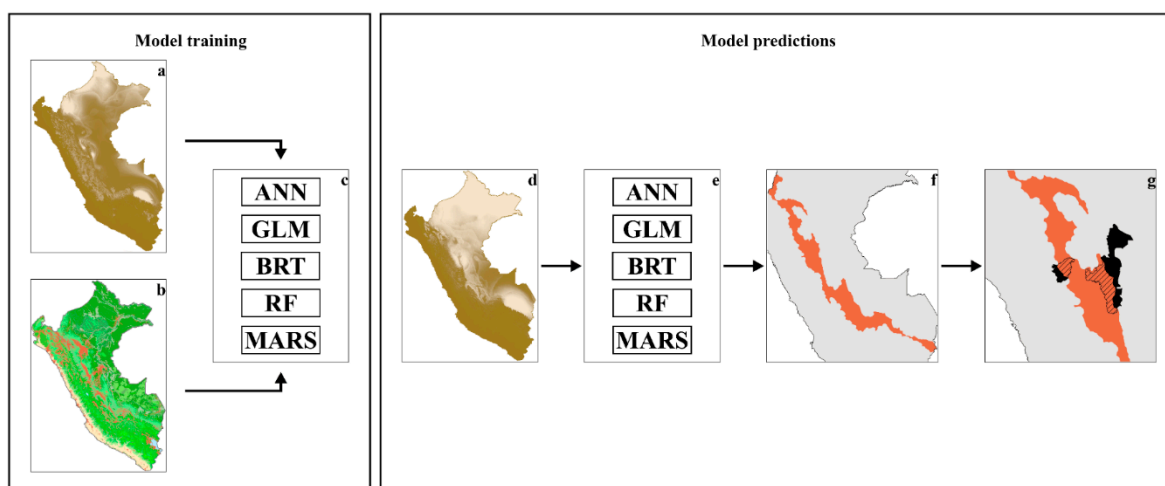 Model training
a
b
c
ANN
GLM
BRT
RF
MARS
Model predictions
d
e
ANN
GLM
BRT
RF
MARS
f
g